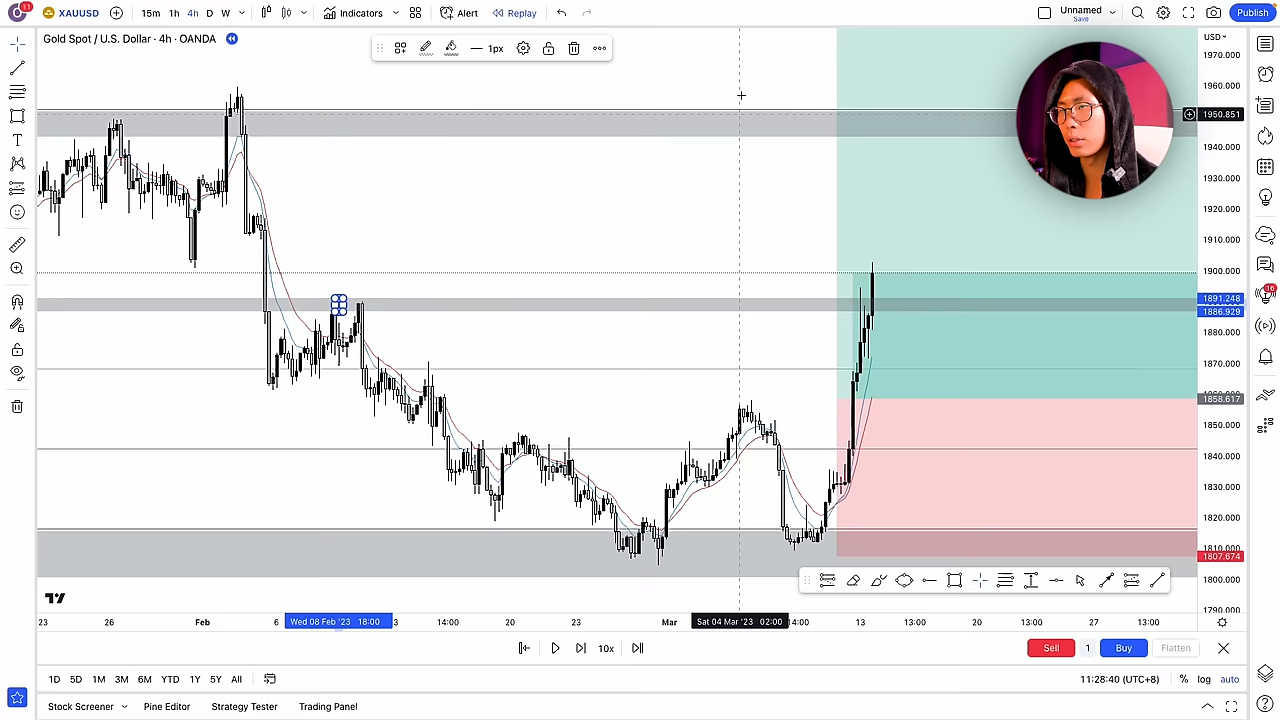 11
XAUUSD
15m 1h 4h D W
Indicators
Alert
Replay
Unnamed
Save
Publish
Gold Spot / U.S. Dollar · 4h · OANDA
1px
USD
1970.000
1960.000
1950.851
1940.000
1930.000
1920.000
1910.000
1900.000
1891.248
1886.929
1880.000
1870.000
1858.617
1850.000
1840.000
1830.000
1820.000
1810.000
1807.674
1800.000
1790.000
16
23 26 Feb 6 Wed 08 Feb '23 18:00 3 14:00 20 23 Mar Sat 04 Mar '23 02:00 14:00 13 13:00 20 13:00 27 13:00
10x
Sell 1 Buy Flatten
1D 5D 1M 3M 6M YTD 1Y 5Y All
11:28:40 (UTC+8) % log auto
Stock Screener Pine Editor Strategy Tester Trading Panel